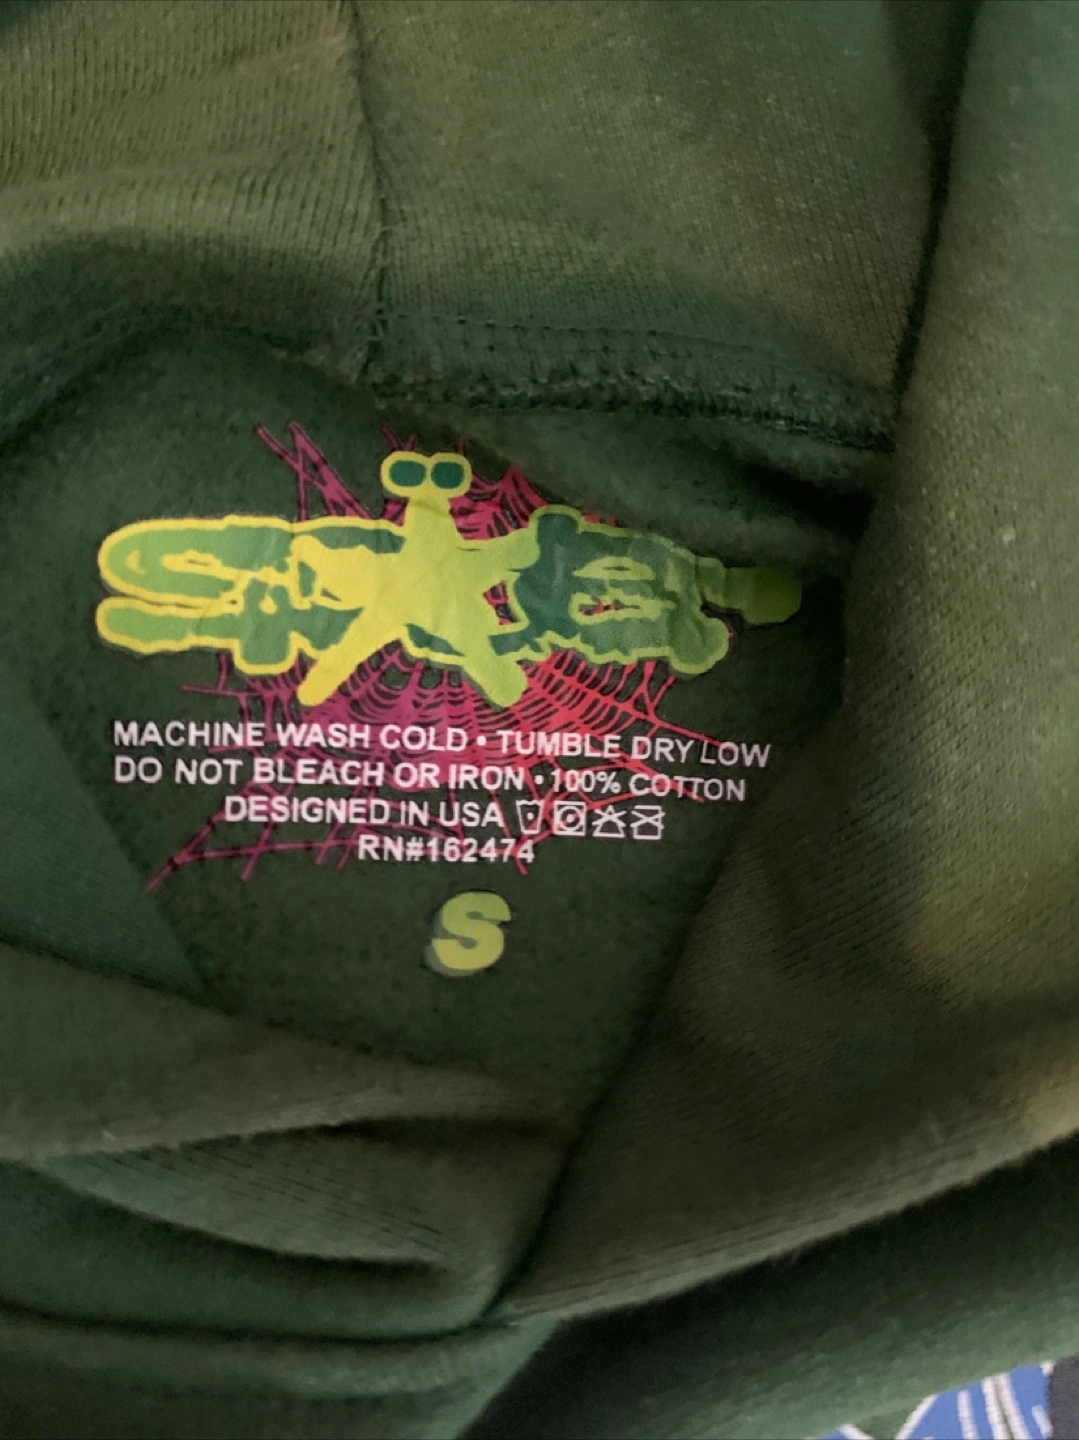 MACHINE WASH COLD • TUMBLE DRY LOW
DO NOT BLEACH OR IRON • 100% COTTON
DESIGNED IN USA
RN#162474
S